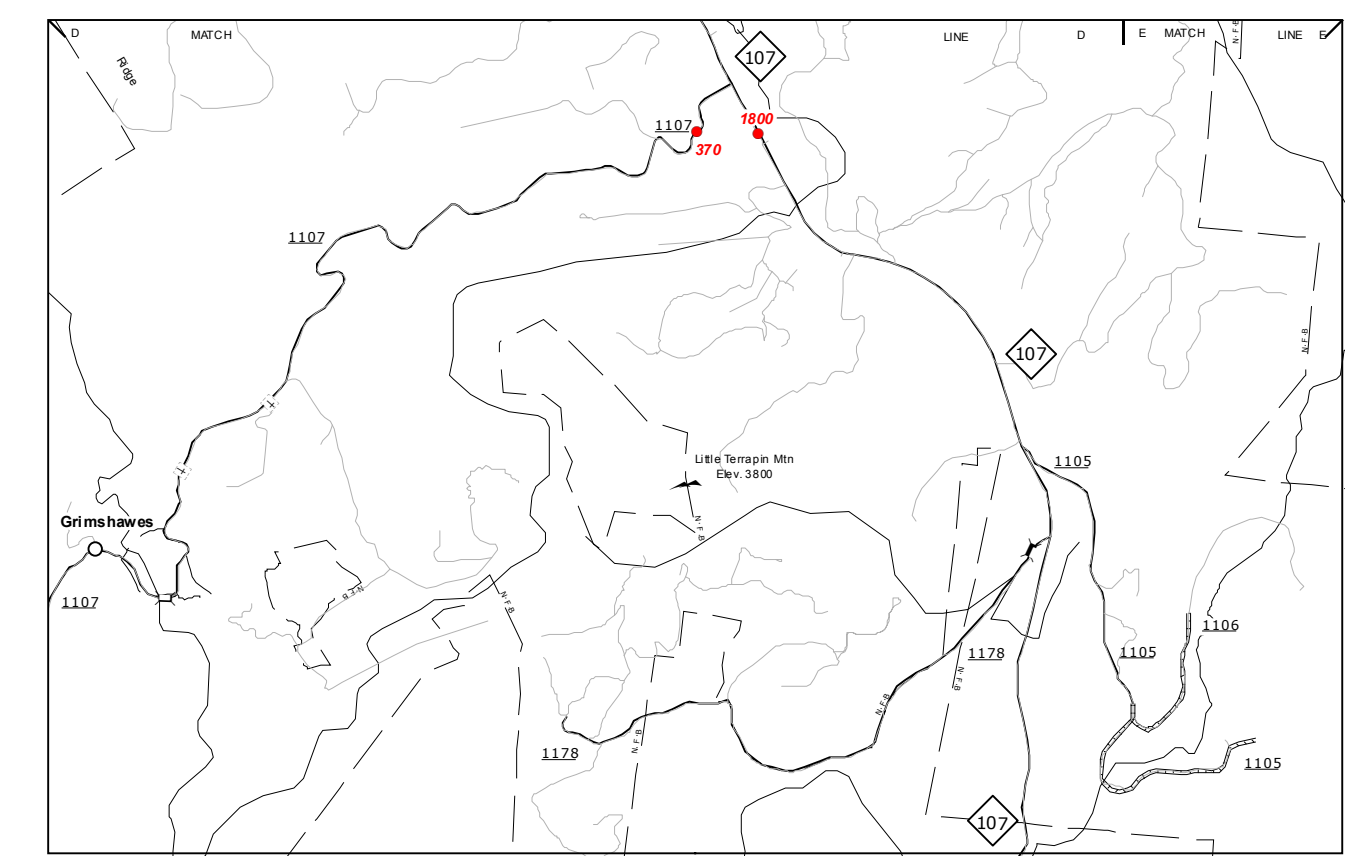 D MATCH LINE D E MATCH LINE E
N-F-B
Ridge
107
1800
1107
370
1107
107
N-F-B
Little Terrapin Mtn
Elev. 3800
1105
Grimshawes
N-F-B
1107
N-F-B
N-F-B
1106
1178
1105
N-F-B
N-F-B
N-F-B
1178
1105
107